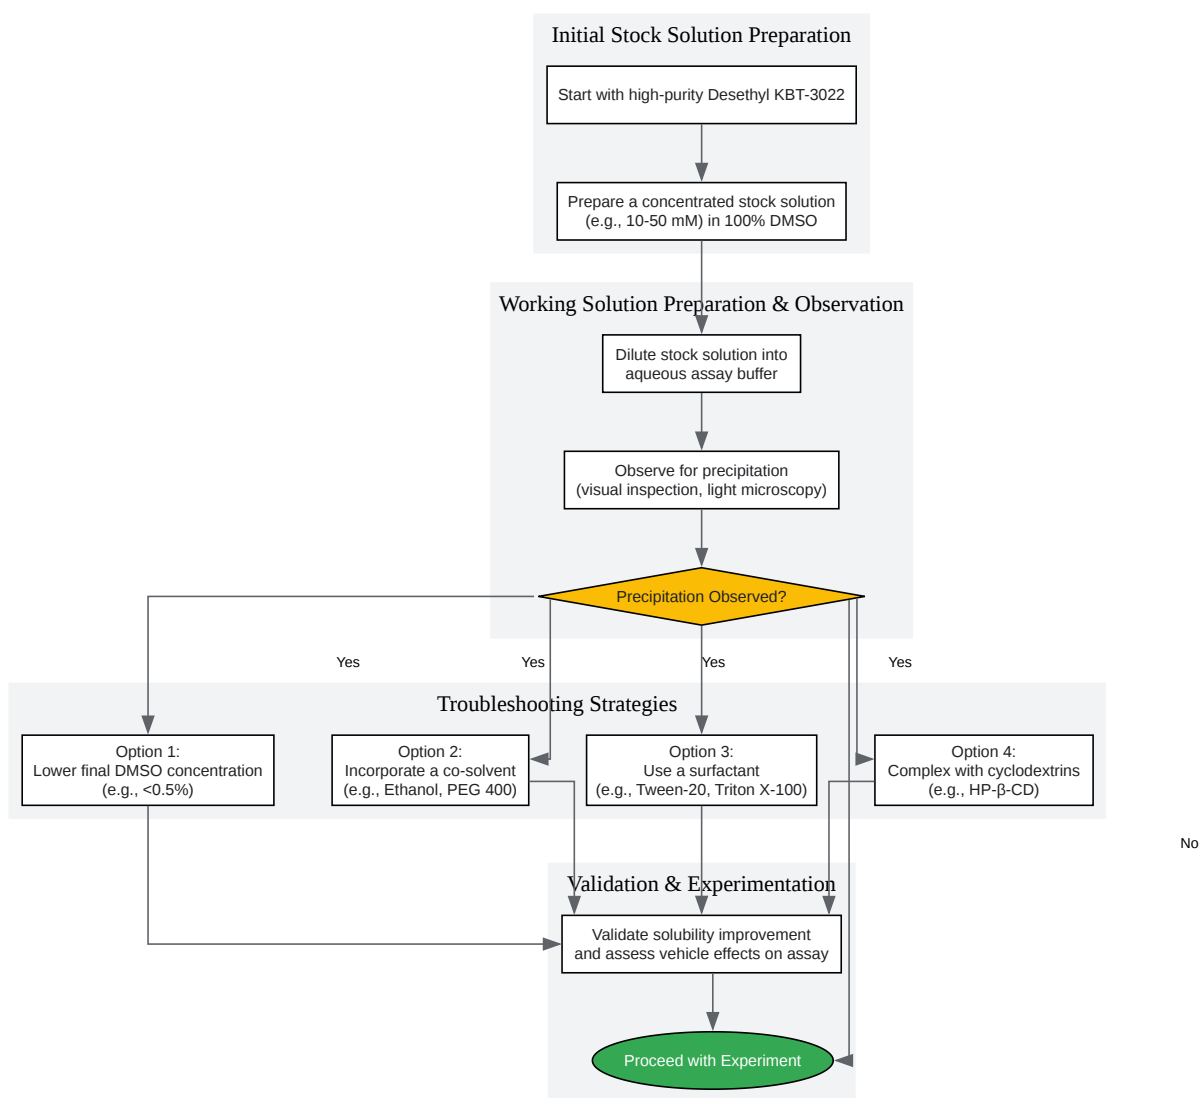 Initial Stock Solution Preparation
Start with high-purity Desethyl KBT-3022
Prepare a concentrated stock solution
(e.g., 10-50 mM) in 100% DMSO
Working Solution Preparation & Observation
Dilute stock solution into
aqueous assay buffer
Observe for precipitation
(visual inspection, light microscopy)
Precipitation Observed?
Yes
Yes
Yes
Yes
Troubleshooting Strategies
Option 1:
Lower final DMSO concentration
(e.g., <0.5%)
Option 2:
Incorporate a co-solvent
(e.g., Ethanol, PEG 400)
Option 3:
Use a surfactant
(e.g., Tween-20, Triton X-100)
Option 4:
Complex with cyclodextrins
(e.g., HP-β-CD)
No
Validation & Experimentation
Validate solubility improvement
and assess vehicle effects on assay
Proceed with Experiment